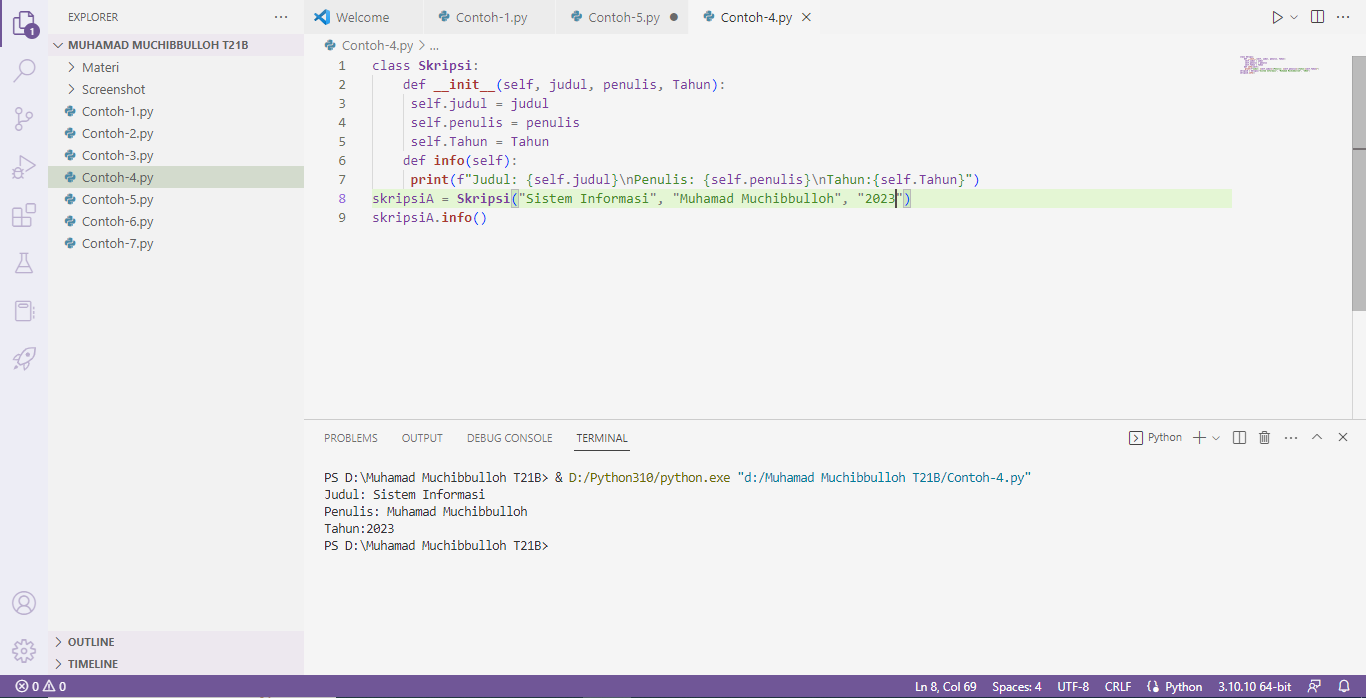 EXPLORER ···
1
MUHAMAD MUCHIBBULLOH T21B
Materi
Screenshot
Contoh-1.py
Contoh-2.py
Contoh-3.py
Contoh-4.py
Contoh-5.py
Contoh-6.py
Contoh-7.py
OUTLINE
TIMELINE
Welcome Contoh-1.py Contoh-5.py ● Contoh-4.py ×
Contoh-4.py > ...
1 class Skripsi:
2     def __init__(self, judul, penulis, Tahun):
3      self.judul = judul
4      self.penulis = penulis
5      self.Tahun = Tahun
6     def info(self):
7      print(f"Judul: {self.judul}\nPenulis: {self.penulis}\nTahun:{self.Tahun}")
8 skripsiA = Skripsi("Sistem Informasi", "Muhamad Muchibbulloh", "2023")
9 skripsiA.info()
PROBLEMS OUTPUT DEBUG CONSOLE TERMINAL Python
PS D:\Muhamad Muchibbulloh T21B> & D:/Python310/python.exe "d:/Muhamad Muchibbulloh T21B/Contoh-4.py"
Judul: Sistem Informasi
Penulis: Muhamad Muchibbulloh
Tahun:2023
PS D:\Muhamad Muchibbulloh T21B>
0 0 Ln 8, Col 69 Spaces: 4 UTF-8 CRLF Python 3.10.10 64-bit